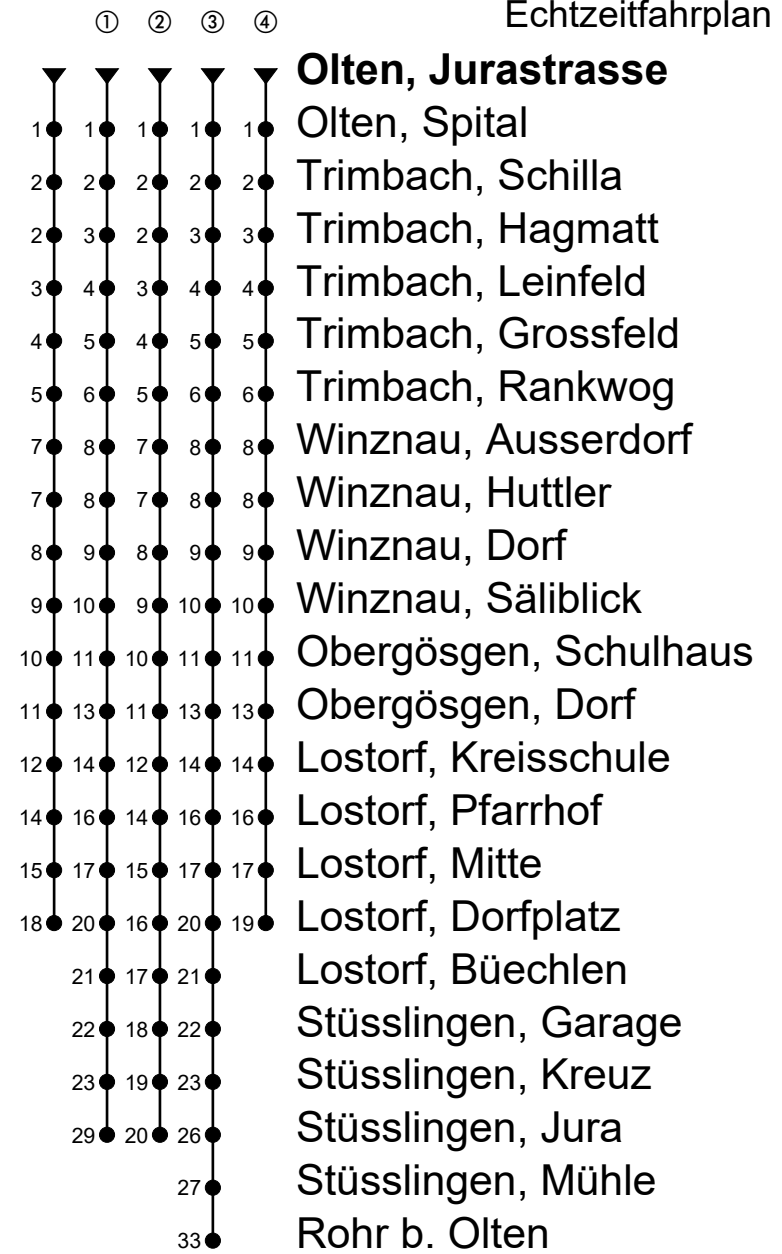 Echtzeitfahrplan
① ② ③ ④
Olten, Jurastrasse
1 1 1 1 1 Olten, Spital
2 2 2 2 2 Trimbach, Schilla
2 3 2 3 3 Trimbach, Hagmatt
3 4 3 4 4 Trimbach, Leinfeld
4 5 4 5 5 Trimbach, Grossfeld
5 6 5 6 6 Trimbach, Rankwog
7 8 7 8 8 Winznau, Ausserdorf
7 8 7 8 8 Winznau, Huttler
8 9 8 9 9 Winznau, Dorf
9 10 9 10 10 Winznau, Säliblick
10 11 10 11 11 Obergösgen, Schulhaus
11 13 11 13 13 Obergösgen, Dorf
12 14 12 14 14 Lostorf, Kreisschule
14 16 14 16 16 Lostorf, Pfarrhof
15 17 15 17 17 Lostorf, Mitte
18 20 16 20 19 Lostorf, Dorfplatz
21 17 21 Lostorf, Büechlen
22 18 22 Stüsslingen, Garage
23 19 23 Stüsslingen, Kreuz
29 20 26 Stüsslingen, Jura
27 Stüsslingen, Mühle
33 Rohr b. Olten